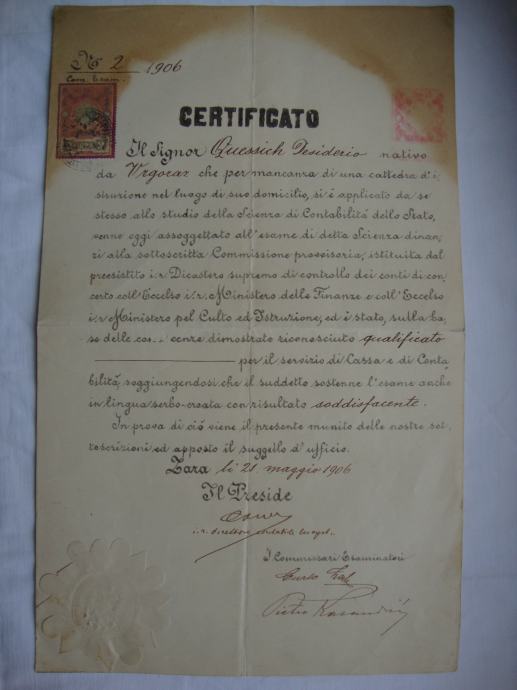 No 2 1906
Com. Esam.
CERTIFICATO
Il Signor Quessich Desiderio nativo
da Vrgoraz che per mancanza di una cattedra d'i-
struzione nel luogo di suo domicilio, si è applicato da se
stesso allo studio della Scienza di Contabilità dello Stato,
venne oggi assoggettato all'esame di detta Scienza dinan-
zi alla sottoscritta Commissione provvisoria, istituita dal
preesistito i.r. Dicastero supremo di controllo dei conti di con-
certo coll'Eccelso i.r. Ministero delle Finanze e coll'Eccelso
i.r. Ministero pel Culto ed Istruzione, ed è stato, sulla ba-
se delle co cenze dimostrate riconosciuto qualificato
per il servizio di Cassa e di Conta-
bilità, soggiungendosi che il suddetto sostenne l'esame anche
in lingua serbo-croata con risultato soddisfacente.
In prova di ciò viene il presente munito delle nostre sot-
toscrizioni ed apposto il suggello d'ufficio.
Zara li 21 maggio 1906
Il Preside
i.r. direttore
I Commissari Esaminatori
Pietro